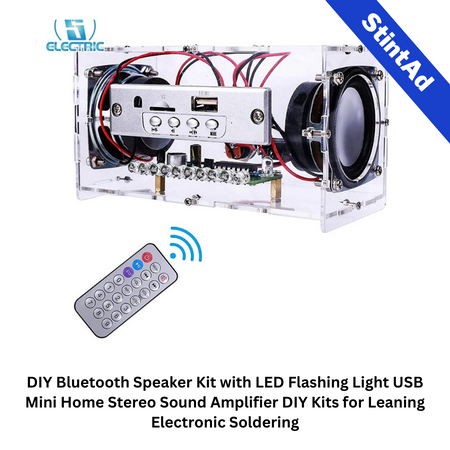 ELECTRIC
StintAd
DIY Bluetooth Speaker Kit with LED Flashing Light USB
Mini Home Stereo Sound Amplifier DIY Kits for Leaning
Electronic Soldering